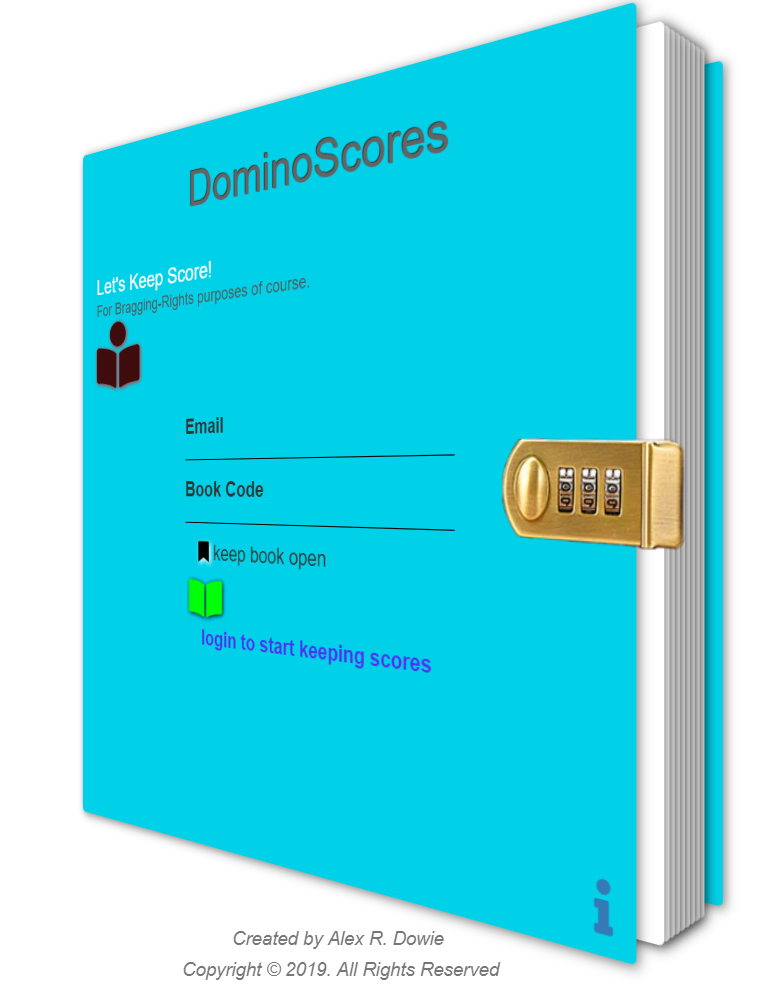 DominoScores
Let's Keep Score!
For Bragging-Rights purposes of course.
Email
Book Code
keep book open
login to start keeping scores
Created by Alex R. Dowie
Copyright © 2019. All Rights Reserved